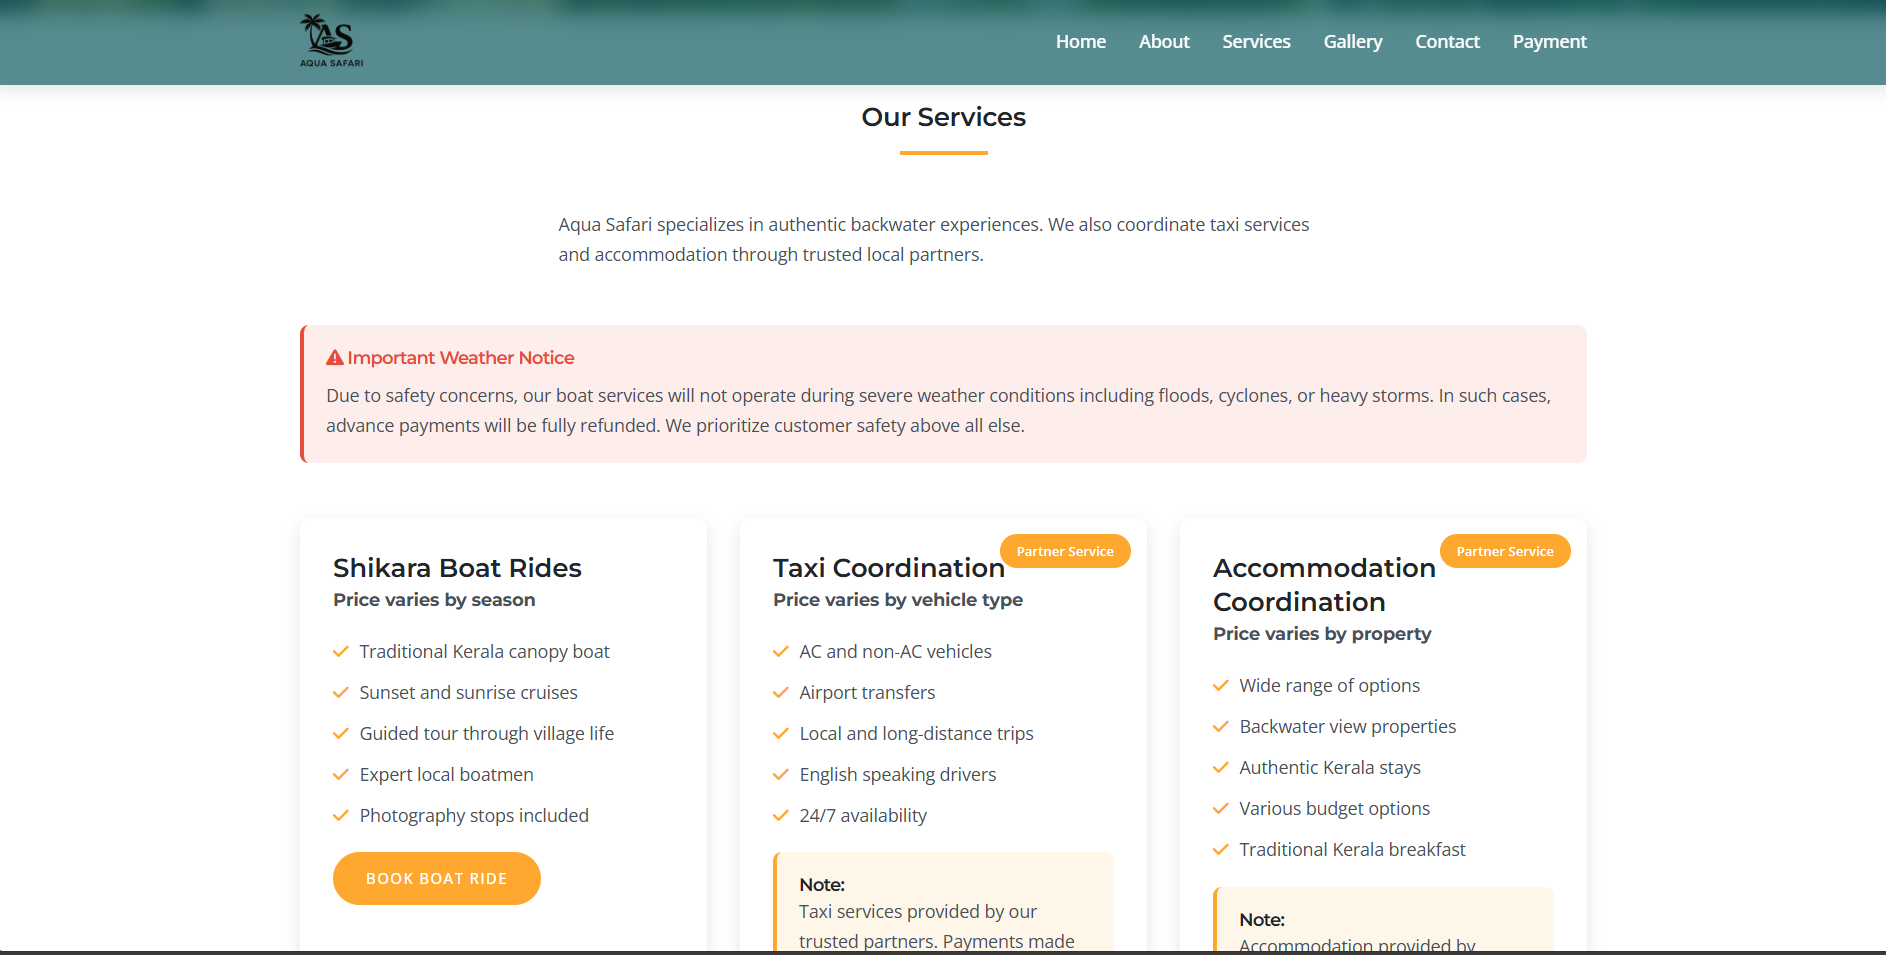 AS
AQUA SAFARI
Home About Services Gallery Contact Payment
Our Services
Aqua Safari specializes in authentic backwater experiences. We also coordinate taxi services
and accommodation through trusted local partners.
Important Weather Notice
Due to safety concerns, our boat services will not operate during severe weather conditions including floods, cyclones, or heavy storms. In such cases,
advance payments will be fully refunded. We prioritize customer safety above all else.
Shikara Boat Rides
Price varies by season
Traditional Kerala canopy boat
Sunset and sunrise cruises
Guided tour through village life
Expert local boatmen
Photography stops included
BOOK BOAT RIDE
Partner Service
Taxi Coordination
Price varies by vehicle type
AC and non-AC vehicles
Airport transfers
Local and long-distance trips
English speaking drivers
24/7 availability
Note:
Taxi services provided by our
trusted partners. Payments made
Partner Service
Accommodation
Coordination
Price varies by property
Wide range of options
Backwater view properties
Authentic Kerala stays
Various budget options
Traditional Kerala breakfast
Note:
Accommodation provided by